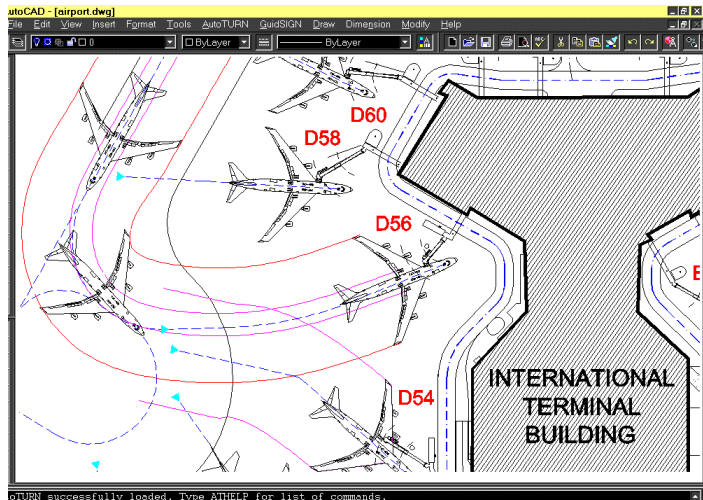 utoCAD - [airport.dwg]
File Edit View Insert Format Tools AutoTURN GuidSIGN Draw Dimension Modify Help
0 ByLayer ByLayer
D60
D58
D56
E
D54
INTERNATIONAL
TERMINAL
BUILDING
oTURN successfully loaded. Type ATHELP for list of commands.